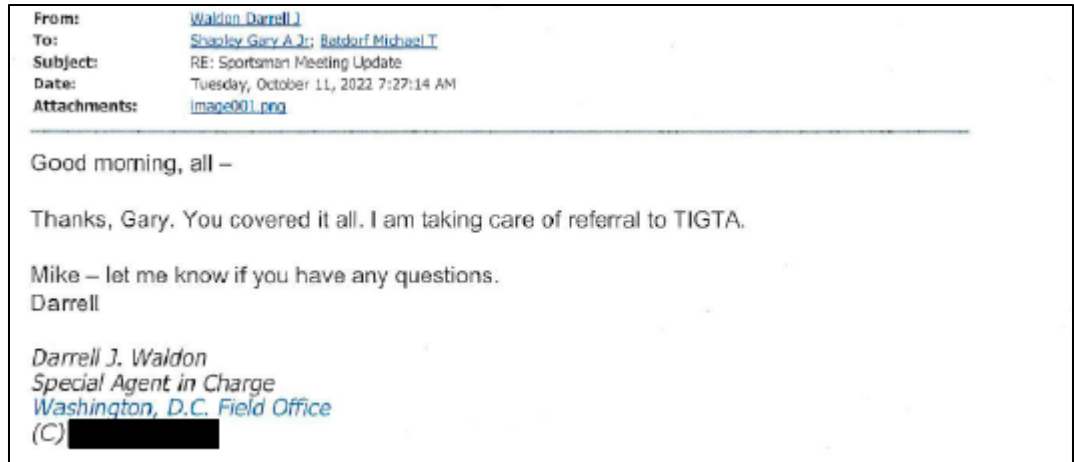 From: Waldon Darrell J
To: Shapley Gary A Jr; Batdorf Michael T
Subject: RE: Sportsman Meeting Update
Date: Tuesday, October 11, 2022 7:27:14 AM
Attachments: image001.png
Good morning, all –
Thanks, Gary. You covered it all. I am taking care of referral to TIGTA.
Mike – let me know if you have any questions.
Darrell
Darrell J. Waldon
Special Agent in Charge
Washington, D.C. Field Office
(C)